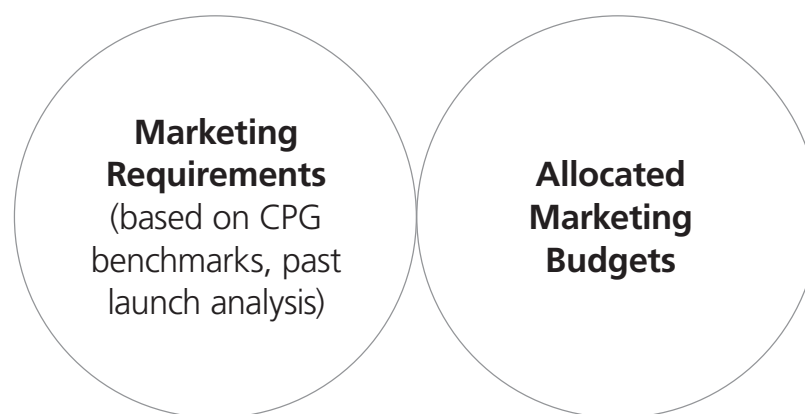 Marketing
Requirements
(based on CPG
benchmarks, past
launch analysis)
Allocated
Marketing
Budgets